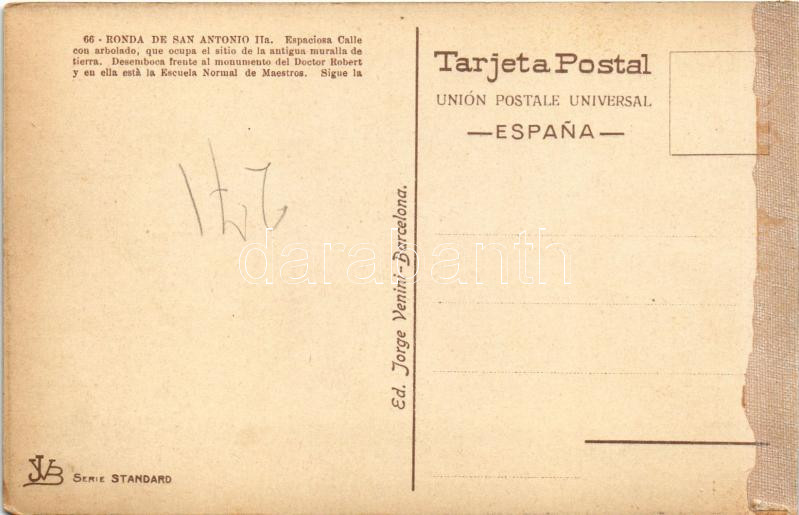 66 - RONDA DE SAN ANTONIO IIa. Espaciosa Calle
con arbolado, que ocupa el sitio de la antigua muralla de
tierra. Desemboca frente al monumento del Doctor Robert
y en ella està la Escuela Normal de Maestros. Sigue la
Tarjeta Postal
UNIÓN POSTALE UNIVERSAL
—ESPAÑA—
Ed. Jorge Venini-Barcelona.
darabanth
JVB SERIE STANDARD